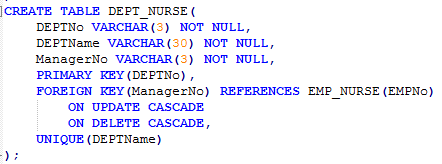 CREATE TABLE DEPT_NURSE(
DEPTNo VARCHAR(3) NOT NULL,
DEPTName VARCHAR(30) NOT NULL,
ManagerNo VARCHAR(3) NOT NULL,
PRIMARY KEY(DEPTNo),
FOREIGN KEY(ManagerNo) REFERENCES EMP_NURSE(EMPNo)
ON UPDATE CASCADE
ON DELETE CASCADE,
UNIQUE(DEPTName)
);